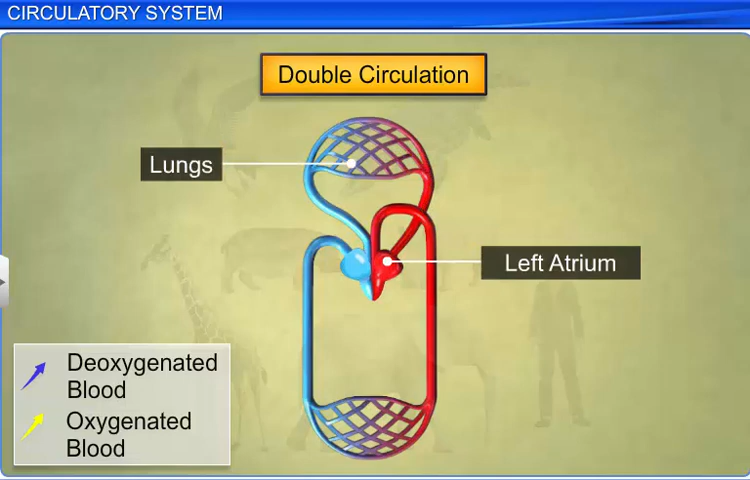 CIRCULATORY SYSTEM
Double Circulation
Lungs
Left Atrium
Deoxygenated
Blood
Oxygenated
Blood